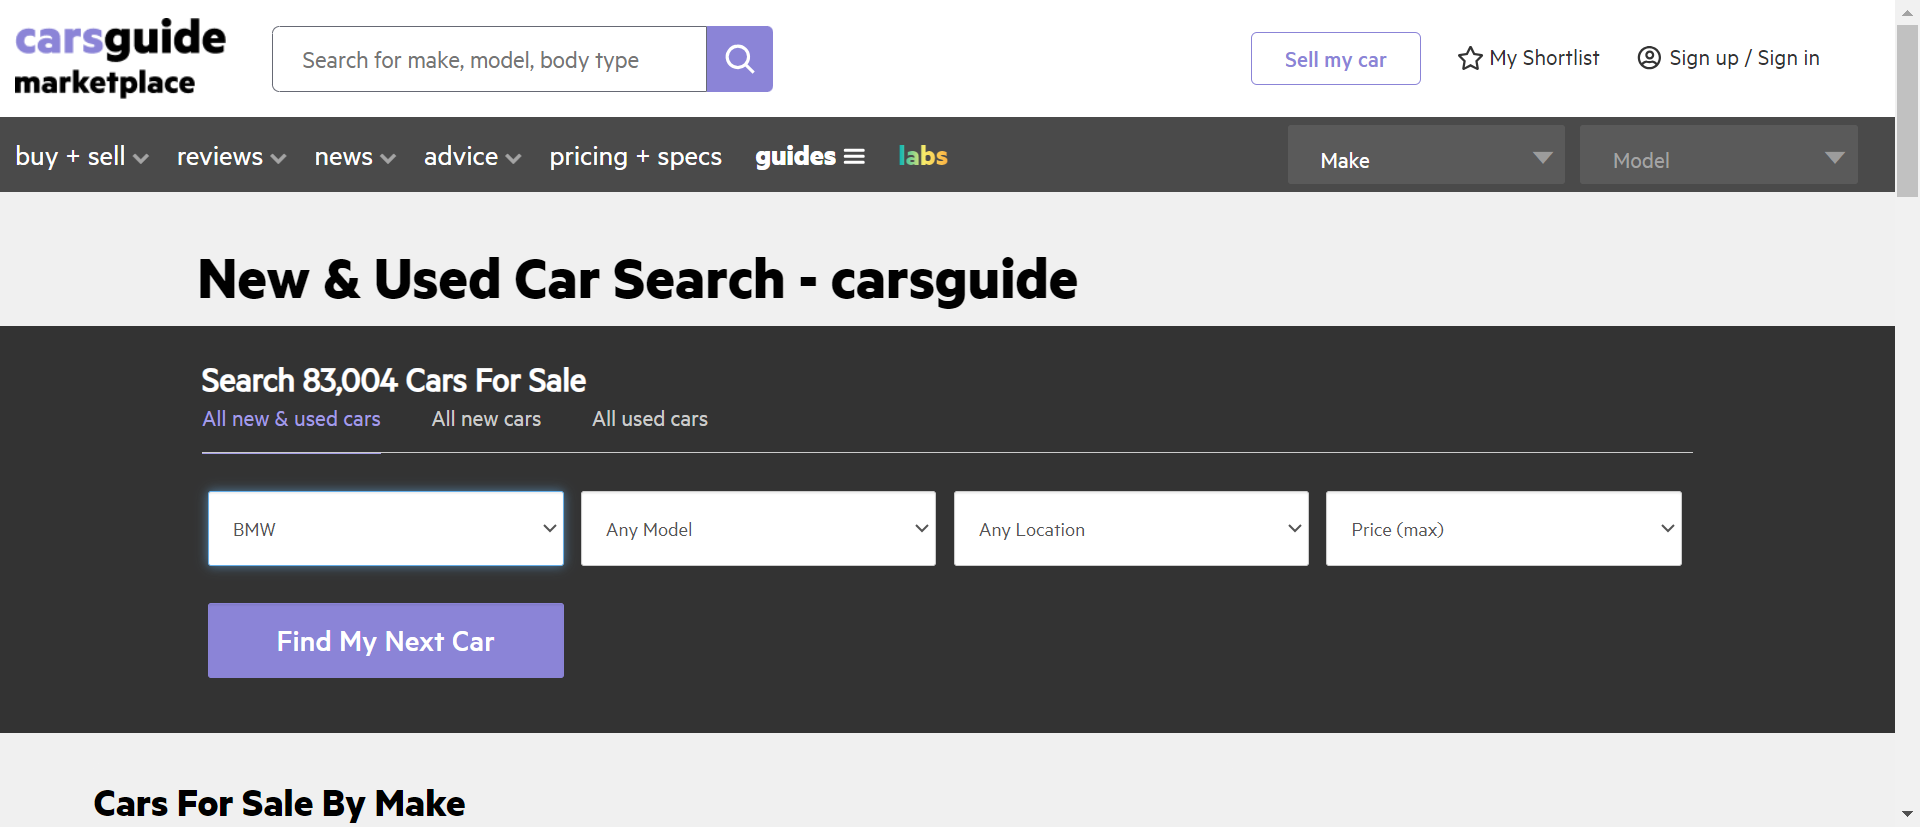 carsguide
marketplace
Search for make, model, body type
Sell my car
My Shortlist
Sign up / Sign in
buy + sell
reviews
news
advice
pricing + specs
guides
labs
Make
Model
New & Used Car Search - carsguide
Search 83,004 Cars For Sale
All new & used cars
All new cars
All used cars
BMW
Any Model
Any Location
Price (max)
Find My Next Car
Cars For Sale By Make